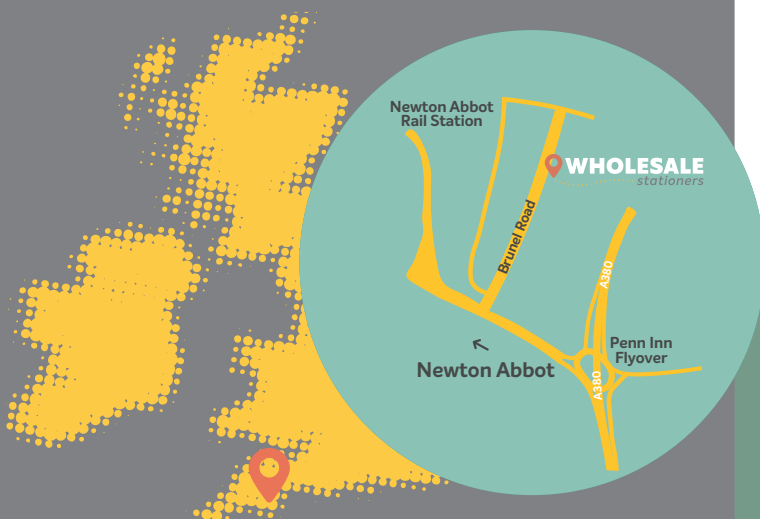 Newton Abbot
Rail Station
WHOLESALE
stationers
Brunel Road
A380
Penn Inn
Flyover
Newton Abbot
A380